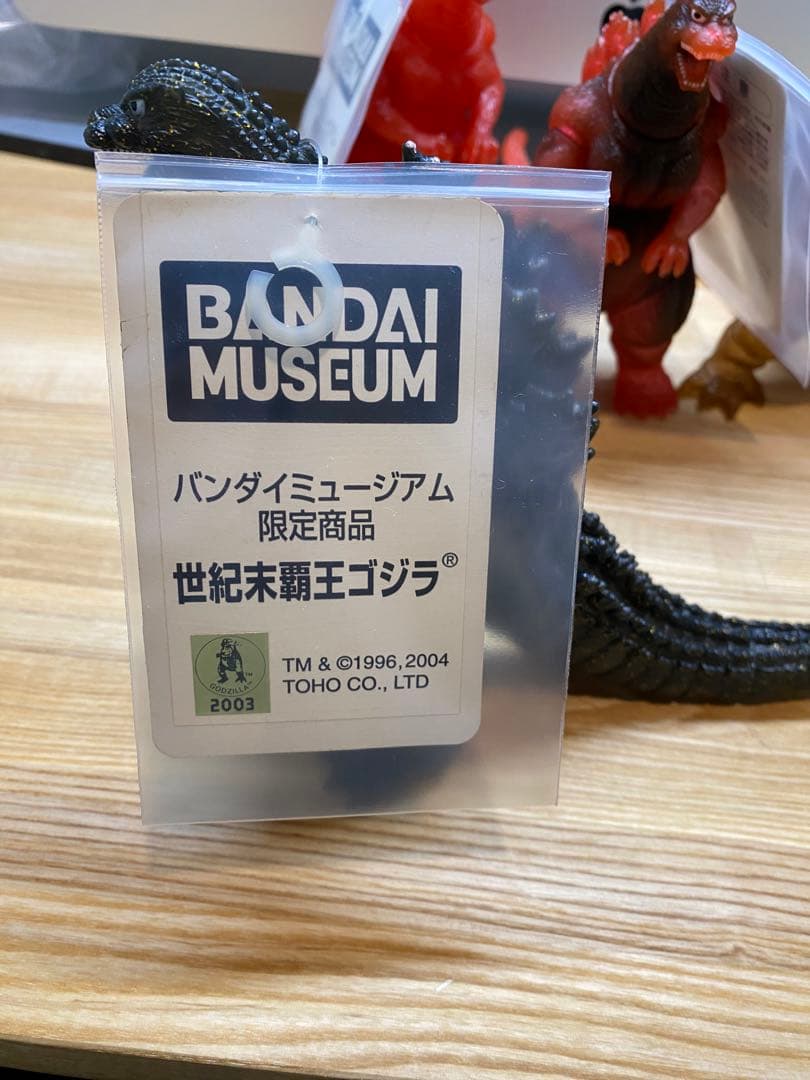 BANDAI
MUSEUM
バンダイミュージアム
限定商品
世紀末覇王ゴジラ®
GODZILLA™
2003
TM & ©1996, 2004
TOHO CO., LTD